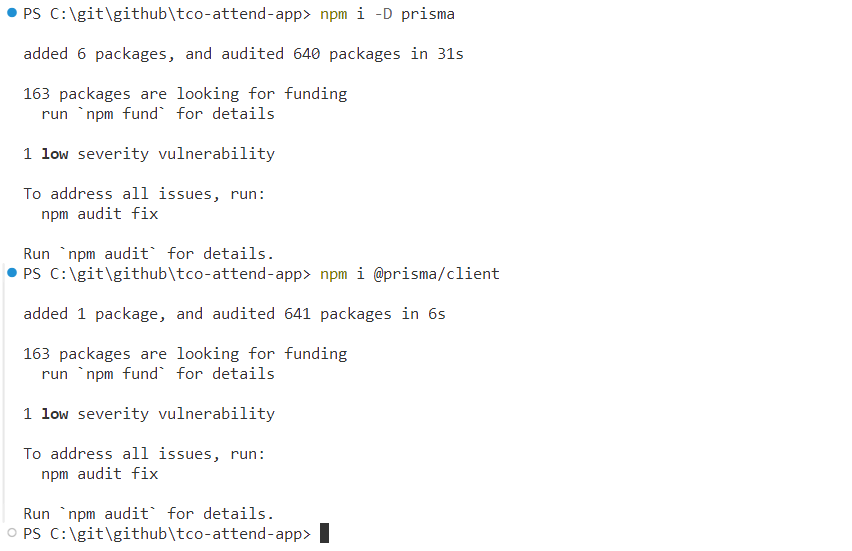 PS C:\git\github\tco-attend-app> npm i -D prisma
added 6 packages, and audited 640 packages in 31s
163 packages are looking for funding
run `npm fund` for details
1 low severity vulnerability
To address all issues, run:
npm audit fix
Run `npm audit` for details.
PS C:\git\github\tco-attend-app> npm i @prisma/client
added 1 package, and audited 641 packages in 6s
163 packages are looking for funding
run `npm fund` for details
1 low severity vulnerability
To address all issues, run:
npm audit fix
Run `npm audit` for details.
PS C:\git\github\tco-attend-app>